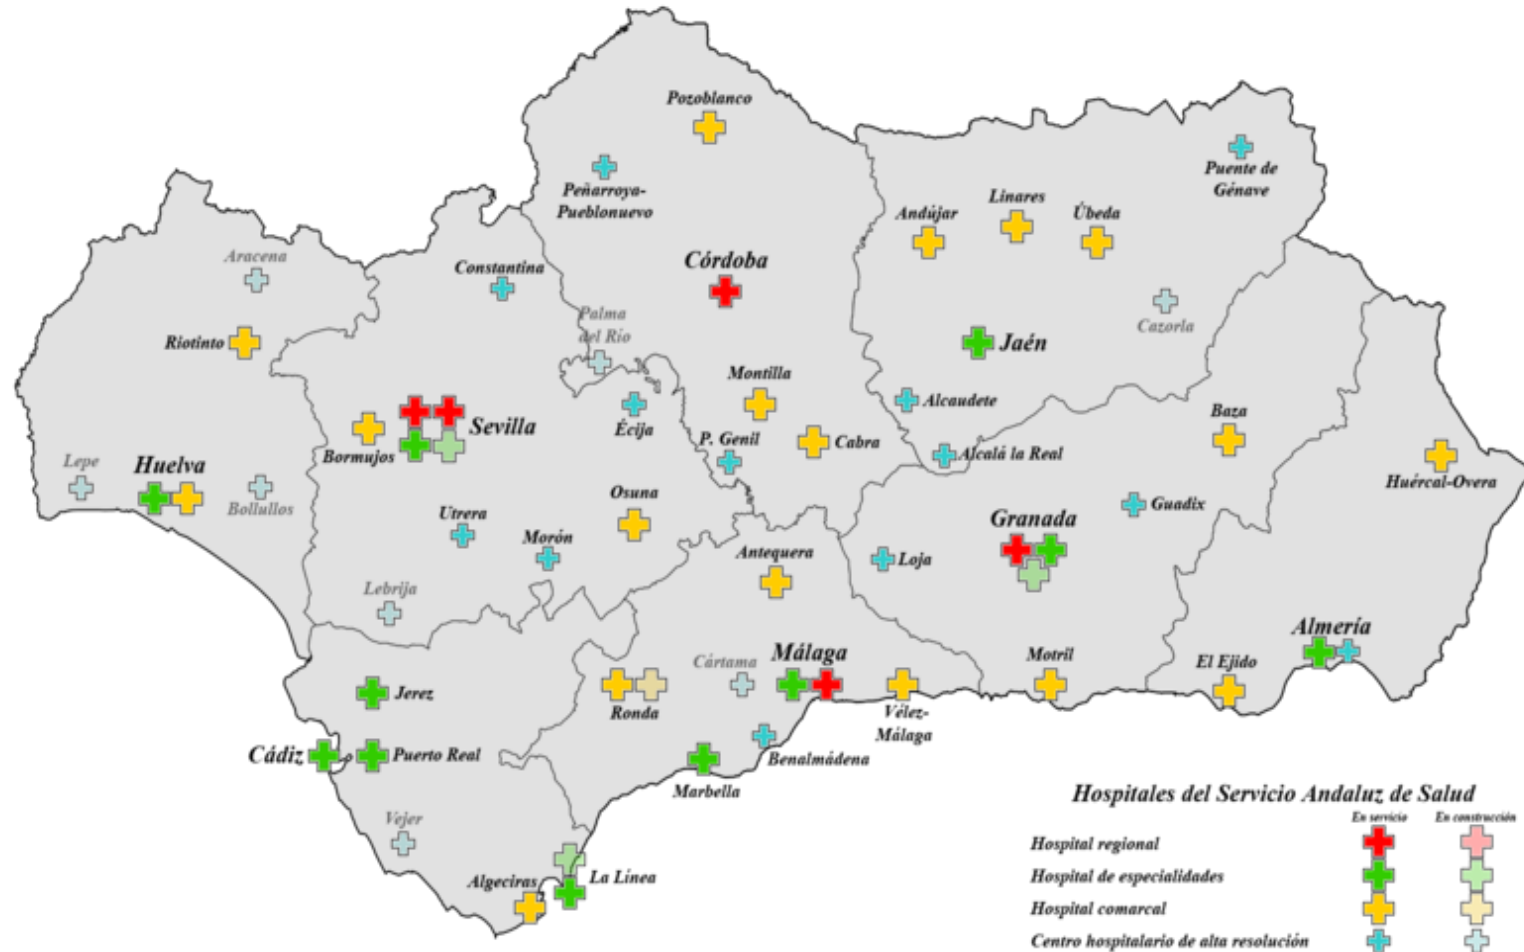 Pozoblanco
Peñarroya-
Pueblonuevo
Puente de
Génave
Linares
Andújar
Úbeda
Aracena
Constantina
Córdoba
Palma
del Río
Cazorla
Riotinto
Jaén
Montilla
Alcaudete
Baza
Sevilla
Écija
P. Genil
Cabra
Bormujos
Alcalá la Real
Lepe
Huelva
Bollullos
Huércal-Overa
Osuna
Guadix
Utrera
Morón
Granada
Antequera
Loja
Lebrija
Almería
Cártama
Málaga
Motril
El Ejido
Jerez
Ronda
Vélez-
Málaga
Cádiz
Puerto Real
Benalmádena
Marbella
Vejer
Algeciras
La Línea
Hospitales del Servicio Andaluz de Salud
En servicio
En construcción
Hospital regional
Hospital de especialidades
Hospital comarcal
Centro hospitalario de alta resolución